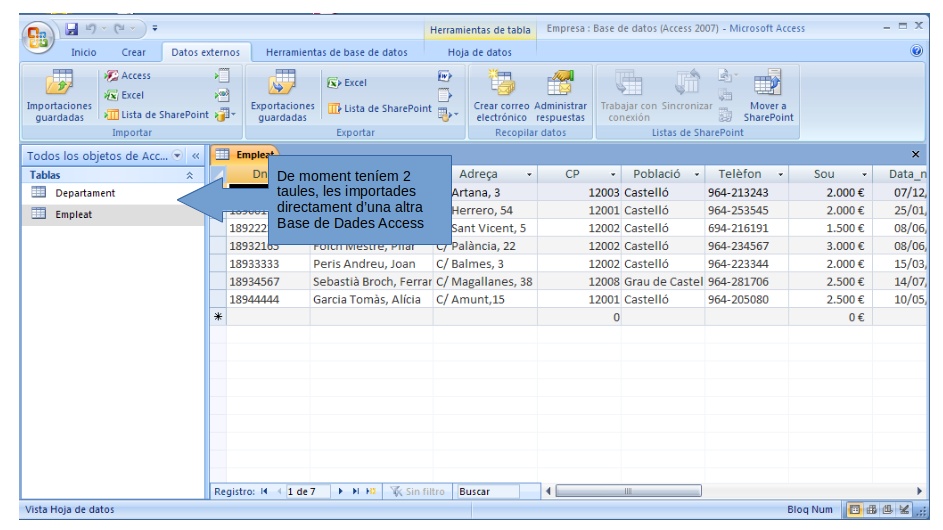 Herramientas de tabla Empresa : Base de datos (Access 2007) - Microsoft Access
Inicio Crear Datos externos Herramientas de base de datos Hoja de datos
Importaciones guardadas
Access
Excel
Lista de SharePoint
Importar
Exportaciones guardadas
Excel
Lista de SharePoint
Exportar
Crear correo electrónico
Administrar respuestas
Recopilar datos
Trabajar con Sincronizar
conexión
Mover a SharePoint
Listas de SharePoint
Todos los objetos de Acc... «
Tablas
Departament
Empleat
Empleat
De moment teníem 2
taules, les importades
directament d'una altra
Base de Dades Access
Adreça CP Població Telèfon Sou Data_n
Artana, 3 12003 Castelló 964-213243 2.000 € 07/12,
Herrero, 54 12001 Castelló 964-253545 2.000 € 25/01,
Sant Vicent, 5 12002 Castelló 694-216191 1.500 € 08/06,
Palància, 22 12002 Castelló 964-234567 3.000 € 08/06,
18933333 Peris Andreu, Joan C/ Balmes, 3 12002 Castelló 964-223344 2.000 € 15/03,
18934567 Sebastià Broch, Ferrar C/ Magallanes, 38 12008 Grau de Castel 964-281706 2.500 € 14/07,
18944444 Garcia Tomàs, Alícia C/ Amunt,15 12001 Castelló 964-205080 2.500 € 10/05,
* 0 0 €
Registro: 1 de 7 Sin filtro Buscar
Vista Hoja de datos Bloq Num